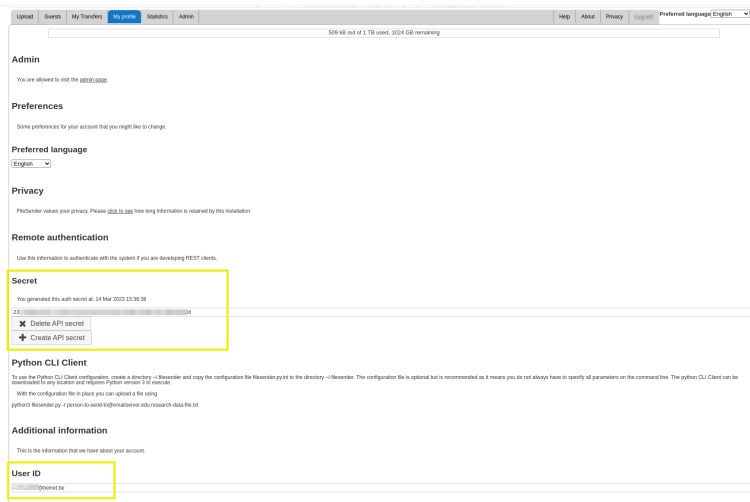 Upload Guests My Transfers My profile Statistics Admin Help About Privacy Log-off Preferred language English
509 kB out of 1 TB used, 1024 GB remaining
Admin
You are allowed to visit the admin page.
Preferences
Some preferences for your account that you might like to change.
Preferred language
English
Privacy
FileSender values your privacy. Please click to see how long information is retained by this installation
Remote authentication
Use this information to authenticate with the system if you are developing REST clients.
Secret
You generated this auth secret at: 14 Mar 2023 15:36:38
Delete API secret
Create API secret
Python CLI Client
To use the Python CLI Client configuration, create a directory ~/.filesender and copy the configuration file filesender.py.ini to the directory ~/.filesender. The configuration file is optional but is recommended as it means you do not always have to specify all parameters on the command line. The python CLI Client can be
downloaded to any location and requires Python version 3 to execute.
With the configuration file in place you can upload a file using
python3 filesender.py -r person-to-send-to@emailserver.edu research-data-file.txt
Additional information
This is the information that we have about your account.
User ID
@belnet.be